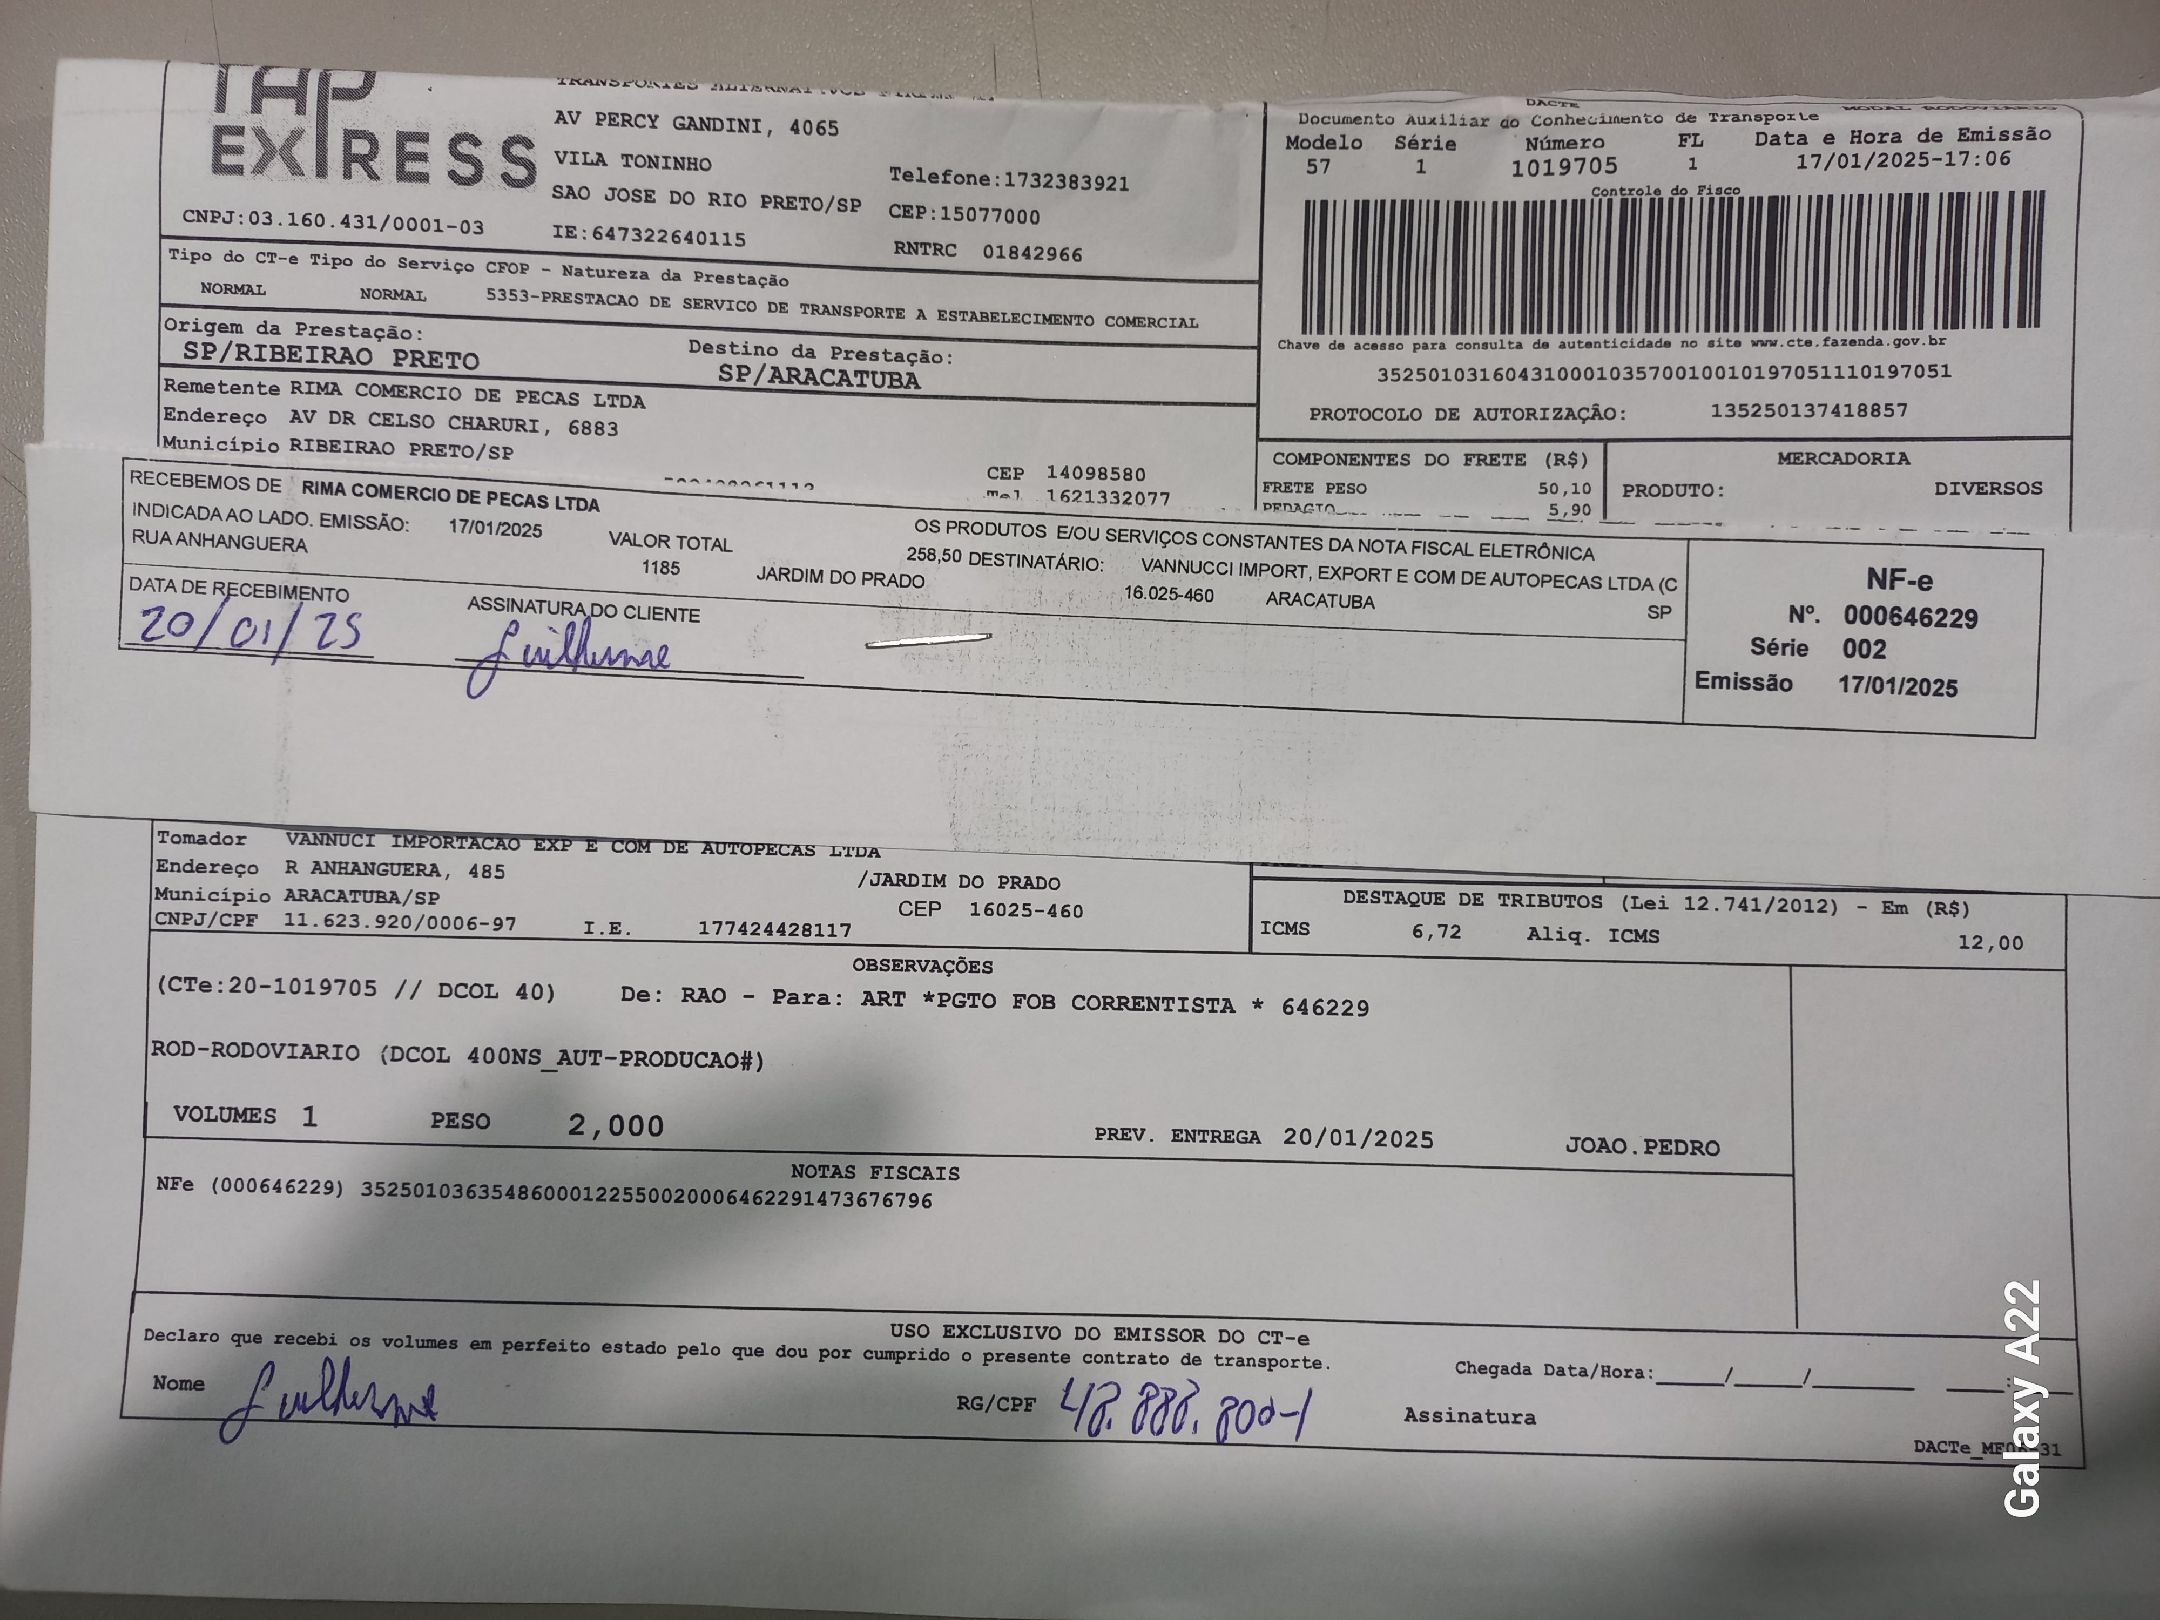 TAP
EXPRESS
AV PERCY GANDINI, 4065
VILA TONINHO
SAO JOSE DO RIO PRETO/SP
Telefone:1732383921
CEP:15077000
CNPJ:03.160.431/0001-03
IE:647322640115
RNTRC 01842966
DACTE
Documento Auxiliar do Conhecimento de Transporte
Modelo Série Número FL Data e Hora de Emissão
57 1 1019705 1 17/01/2025-17:06
Controle do Fisco
Chave de acesso para consulta de autenticidade no site www.cte.fazenda.gov.br
35250103160431000103570010010197051110197051
PROTOCOLO DE AUTORIZAÇÃO: 135250137418857
Tipo do CT-e Tipo do Serviço CFOP - Natureza da Prestação
NORMAL NORMAL 5353-PRESTACAO DE SERVICO DE TRANSPORTE A ESTABELECIMENTO COMERCIAL
Origem da Prestação:
SP/RIBEIRAO PRETO
Destino da Prestação:
SP/ARACATUBA
Remetente RIMA COMERCIO DE PECAS LTDA
Endereço AV DR CELSO CHARURI, 6883
Município RIBEIRAO PRETO/SP
CEP 14098580
1621332077
COMPONENTES DO FRETE (R$)
FRETE PESO 50,10
PEDAGIO 5,90
MERCADORIA
PRODUTO: DIVERSOS
RECEBEMOS DE RIMA COMERCIO DE PECAS LTDA OS PRODUTOS E/OU SERVIÇOS CONSTANTES DA NOTA FISCAL ELETRÔNICA
INDICADA AO LADO. EMISSÃO: 17/01/2025 VALOR TOTAL 258,50 DESTINATÁRIO: VANNUCCI IMPORT, EXPORT E COM DE AUTOPECAS LTDA (C
RUA ANHANGUERA 1185 JARDIM DO PRADO 16.025-460 ARACATUBA SP
DATA DE RECEBIMENTO
20/01/25
ASSINATURA DO CLIENTE
Guilherme
NF-e
Nº. 000646229
Série 002
Emissão 17/01/2025
Tomador VANNUCI IMPORTACAO EXP E COM DE AUTOPECAS LTDA
Endereço R ANHANGUERA, 485 /JARDIM DO PRADO
Município ARACATUBA/SP CEP 16025-460
CNPJ/CPF 11.623.920/0006-97 I.E. 177424428117
DESTAQUE DE TRIBUTOS (Lei 12.741/2012) - Em (R$)
ICMS 6,72 Aliq. ICMS 12,00
OBSERVAÇÕES
(CTe:20-1019705 // DCOL 40) De: RAO - Para: ART *PGTO FOB CORRENTISTA * 646229
ROD-RODOVIARIO (DCOL 400NS_AUT-PRODUCAO#)
VOLUMES 1 PESO 2,000 PREV. ENTREGA 20/01/2025 JOAO.PEDRO
NOTAS FISCAIS
NFe (000646229) 35250103635486000122550020006462291473676796
USO EXCLUSIVO DO EMISSOR DO CT-e
Declaro que recebi os volumes em perfeito estado pelo que dou por cumprido o presente contrato de transporte.
Chegada Data/Hora:____/____/______ ____:____
Nome Guilherme RG/CPF 48.888.800-1 Assinatura
Galaxy A22